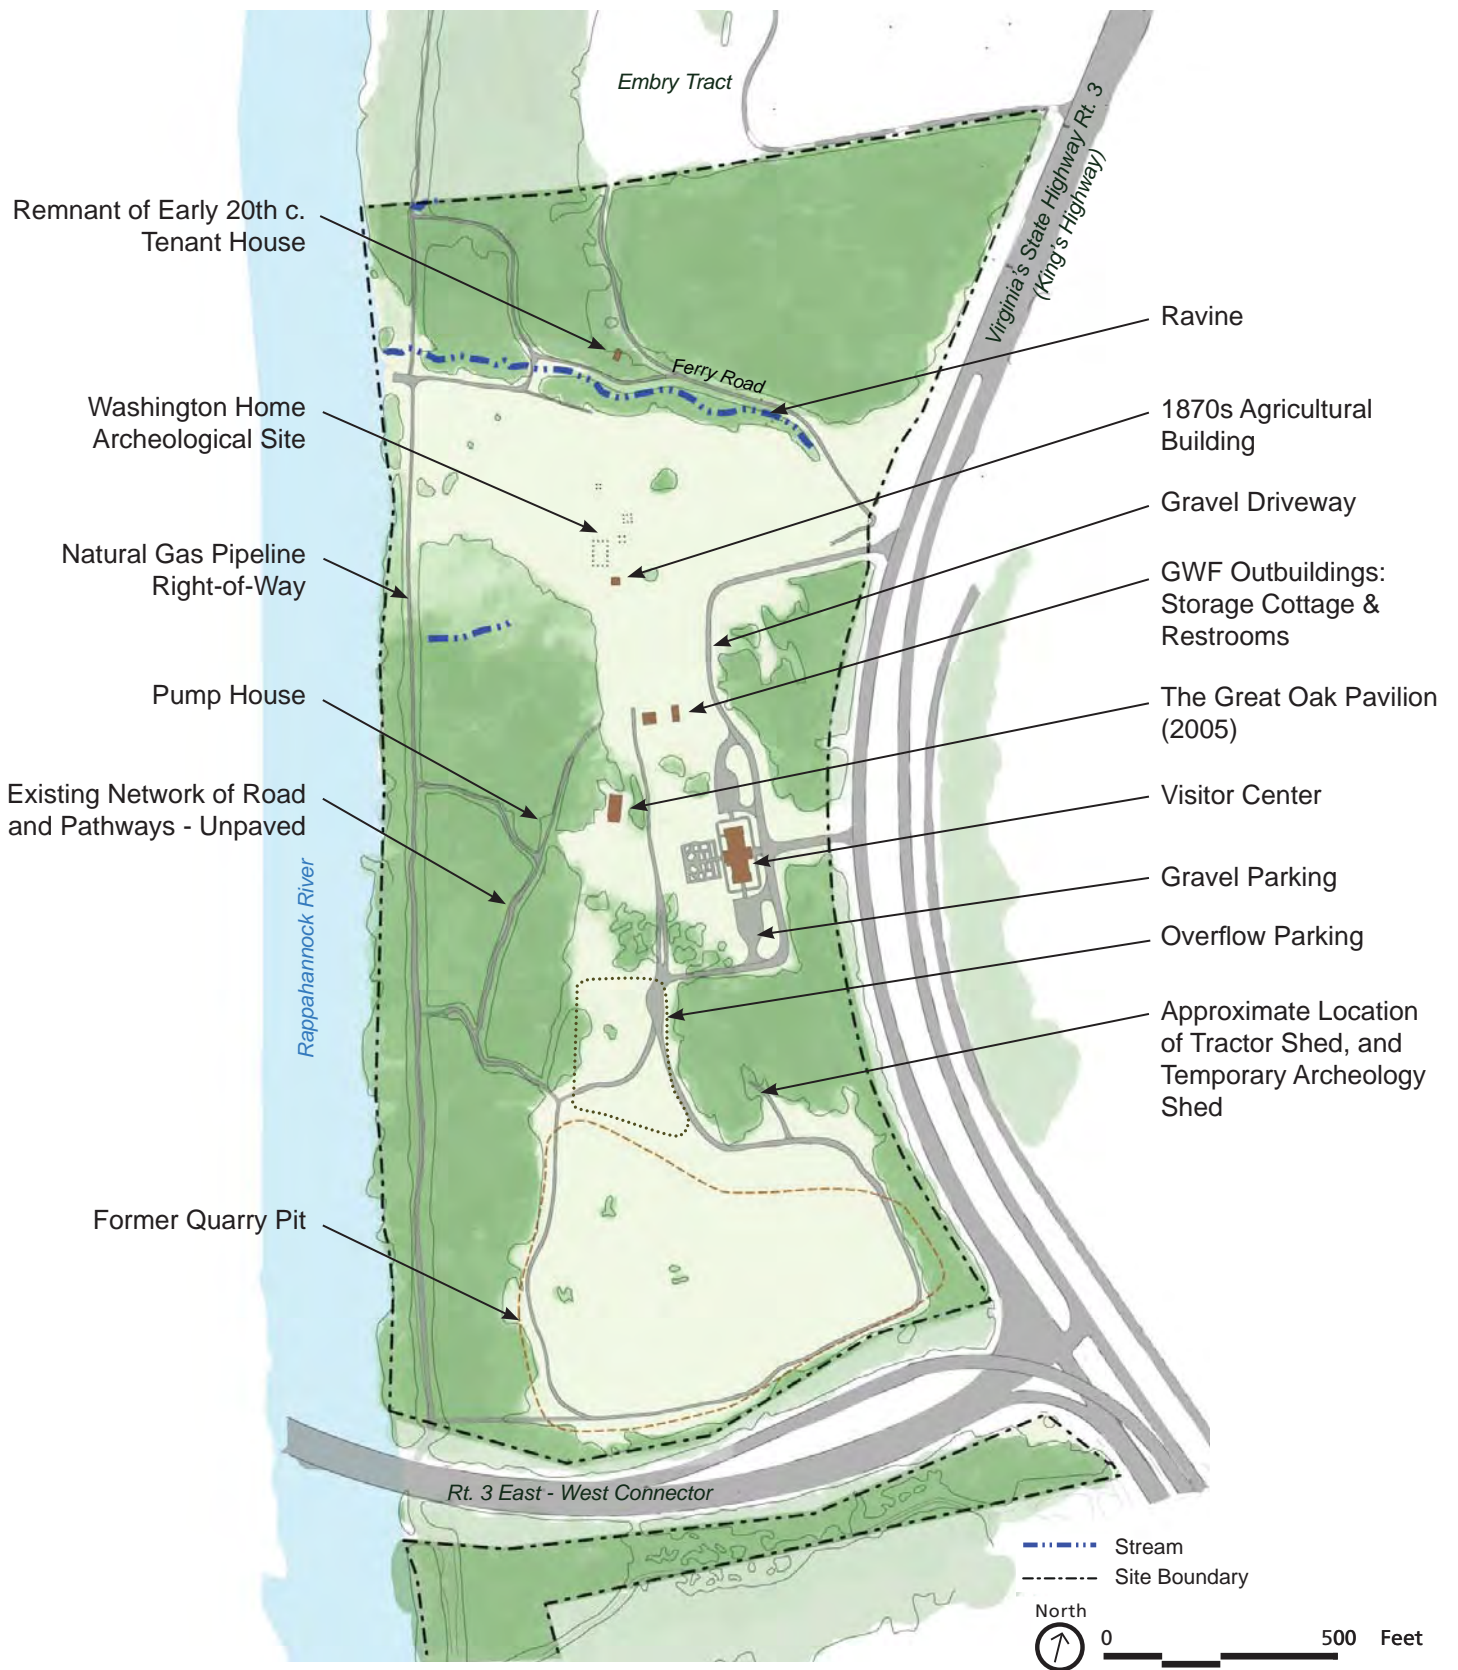 Embry Tract
Virginia's State Highway Rt. 3
(King's Highway)
Remnant of Early 20th c.
Tenant House
Ravine
Ferry Road
Washington Home
Archeological Site
1870s Agricultural
Building
Gravel Driveway
Natural Gas Pipeline
Right-of-Way
GWF Outbuildings:
Storage Cottage &
Restrooms
Pump House
The Great Oak Pavilion
(2005)
Existing Network of Road
and Pathways - Unpaved
Visitor Center
Rappahannock River
Gravel Parking
Overflow Parking
Approximate Location
of Tractor Shed, and
Temporary Archeology
Shed
Former Quarry Pit
Rt. 3 East - West Connector
Stream
Site Boundary
North
0 500 Feet